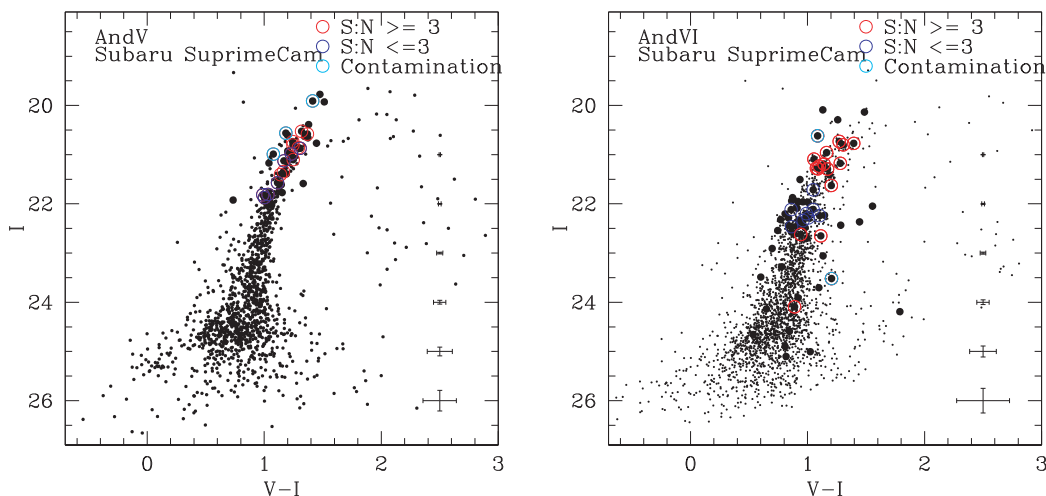 AndV
Subaru SuprimeCam
S:N >= 3
S:N <=3
Contamination
20
22
24
26
I
0
1
2
3
V-I
AndVI
Subaru SuprimeCam
S:N >= 3
S:N <=3
Contamination
20
22
24
26
I
0
1
2
3
V-I